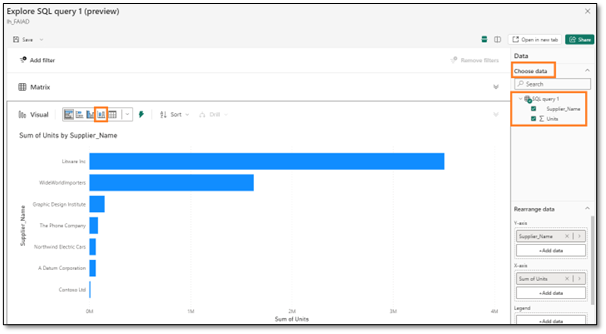 Explore SQL query 1 (preview)
lh_FAIAD
Save
Open in new tab
Share
Add filter
Remove filters
Data
Choose data
Search
SQL query 1
Supplier_Name
Units
Matrix
Visual
Sort
Drill
Sum of Units by Supplier_Name
Supplier_Name
Litware Inc
WideWorldImporters
Graphic Design Institute
The Phone Company
Northwind Electric Cars
A Datum Corporation
Contoso Ltd
0M
1M
2M
3M
4M
Sum of Units
Rearrange data
Y-axis
Supplier_Name
+Add data
X-axis
Sum of Units
+Add data
Legend
+Add data